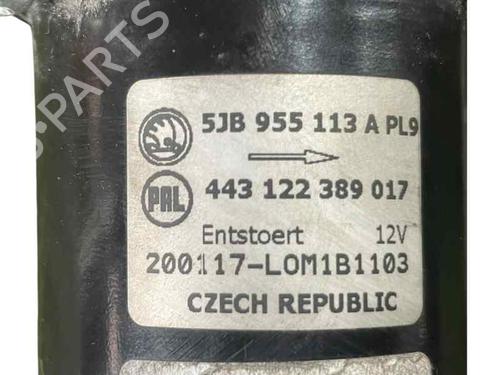 5JB 955 113 A PL9
PAL 443 122 389 017
Entstoert 12V
200117-LOM1B1103
CZECH REPUBLIC
B-PARTS